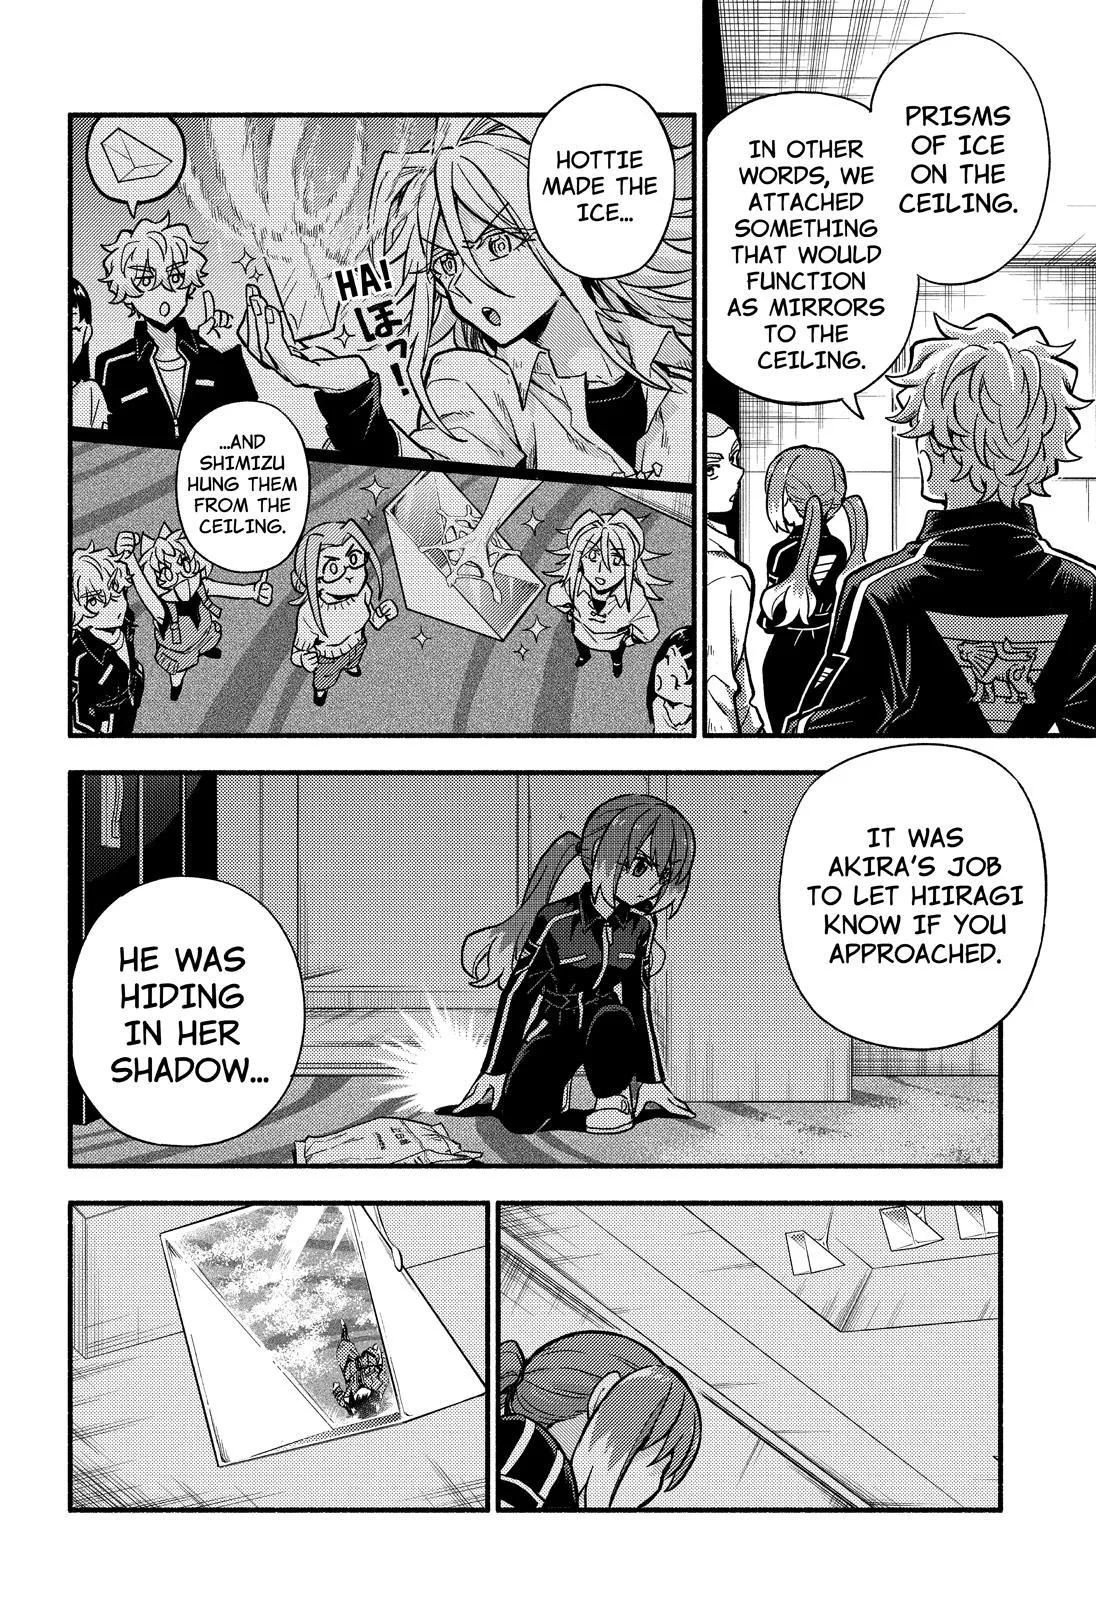 PRISMS
OF ICE
ON THE
CEILING.
IN OTHER
WORDS, WE
ATTACHED
SOMETHING
THAT WOULD
FUNCTION
AS MIRRORS
TO THE
CEILING.
HOTTIE
MADE THE
ICE...
HA!
ほっ!
...AND
SHIMIZU
HUNG THEM
FROM THE
CEILING.
IT WAS
AKIRA'S JOB
TO LET HIIRAGI
KNOW IF YOU
APPROACHED.
HE WAS
HIDING
IN HER
SHADOW...